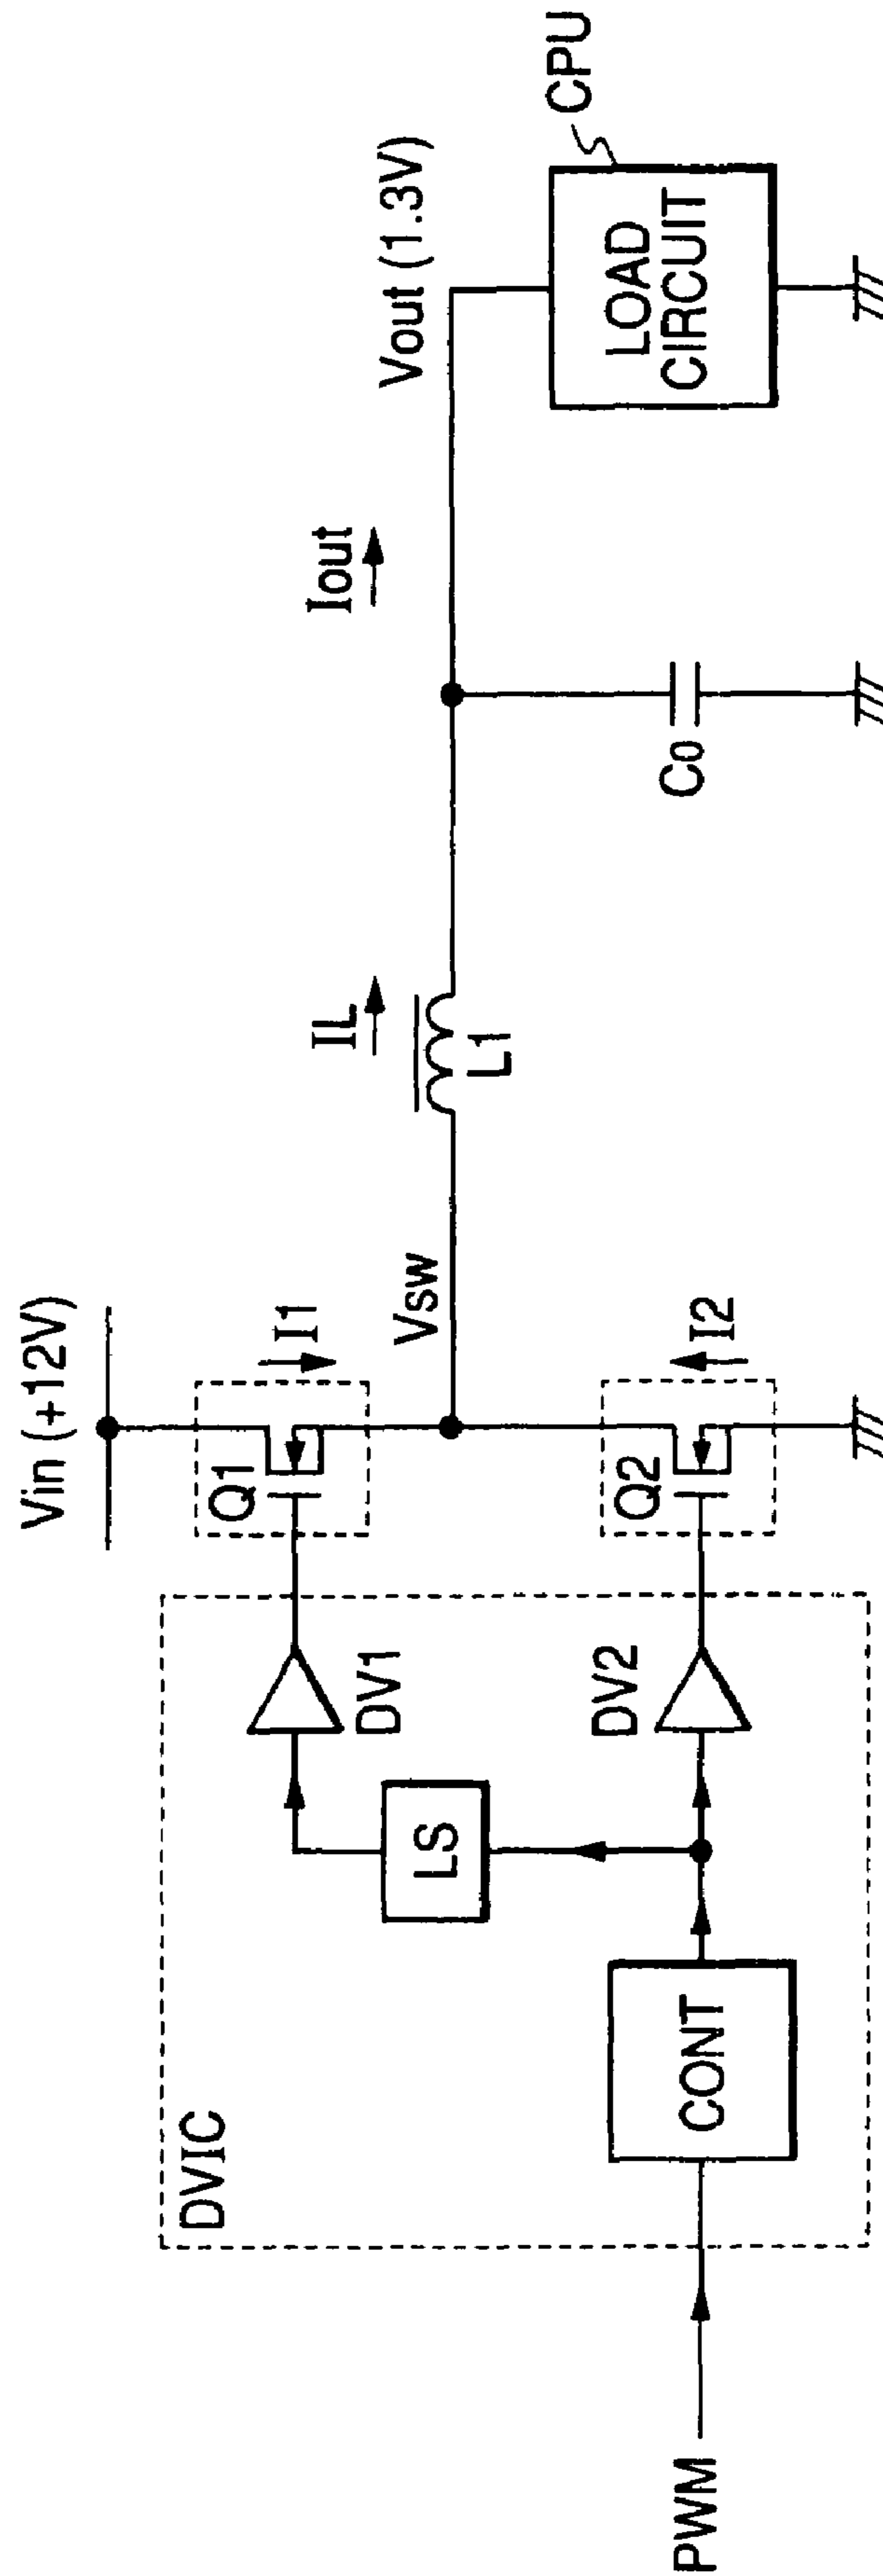 Vin (+12V)
DVIC
Q1
I1
IL
Iout
Vout (1.3V)
DV1
Vsw
L1
CPU
LS
LOAD
CIRCUIT
DV2
Q2
I2
C0
PWM
CONT